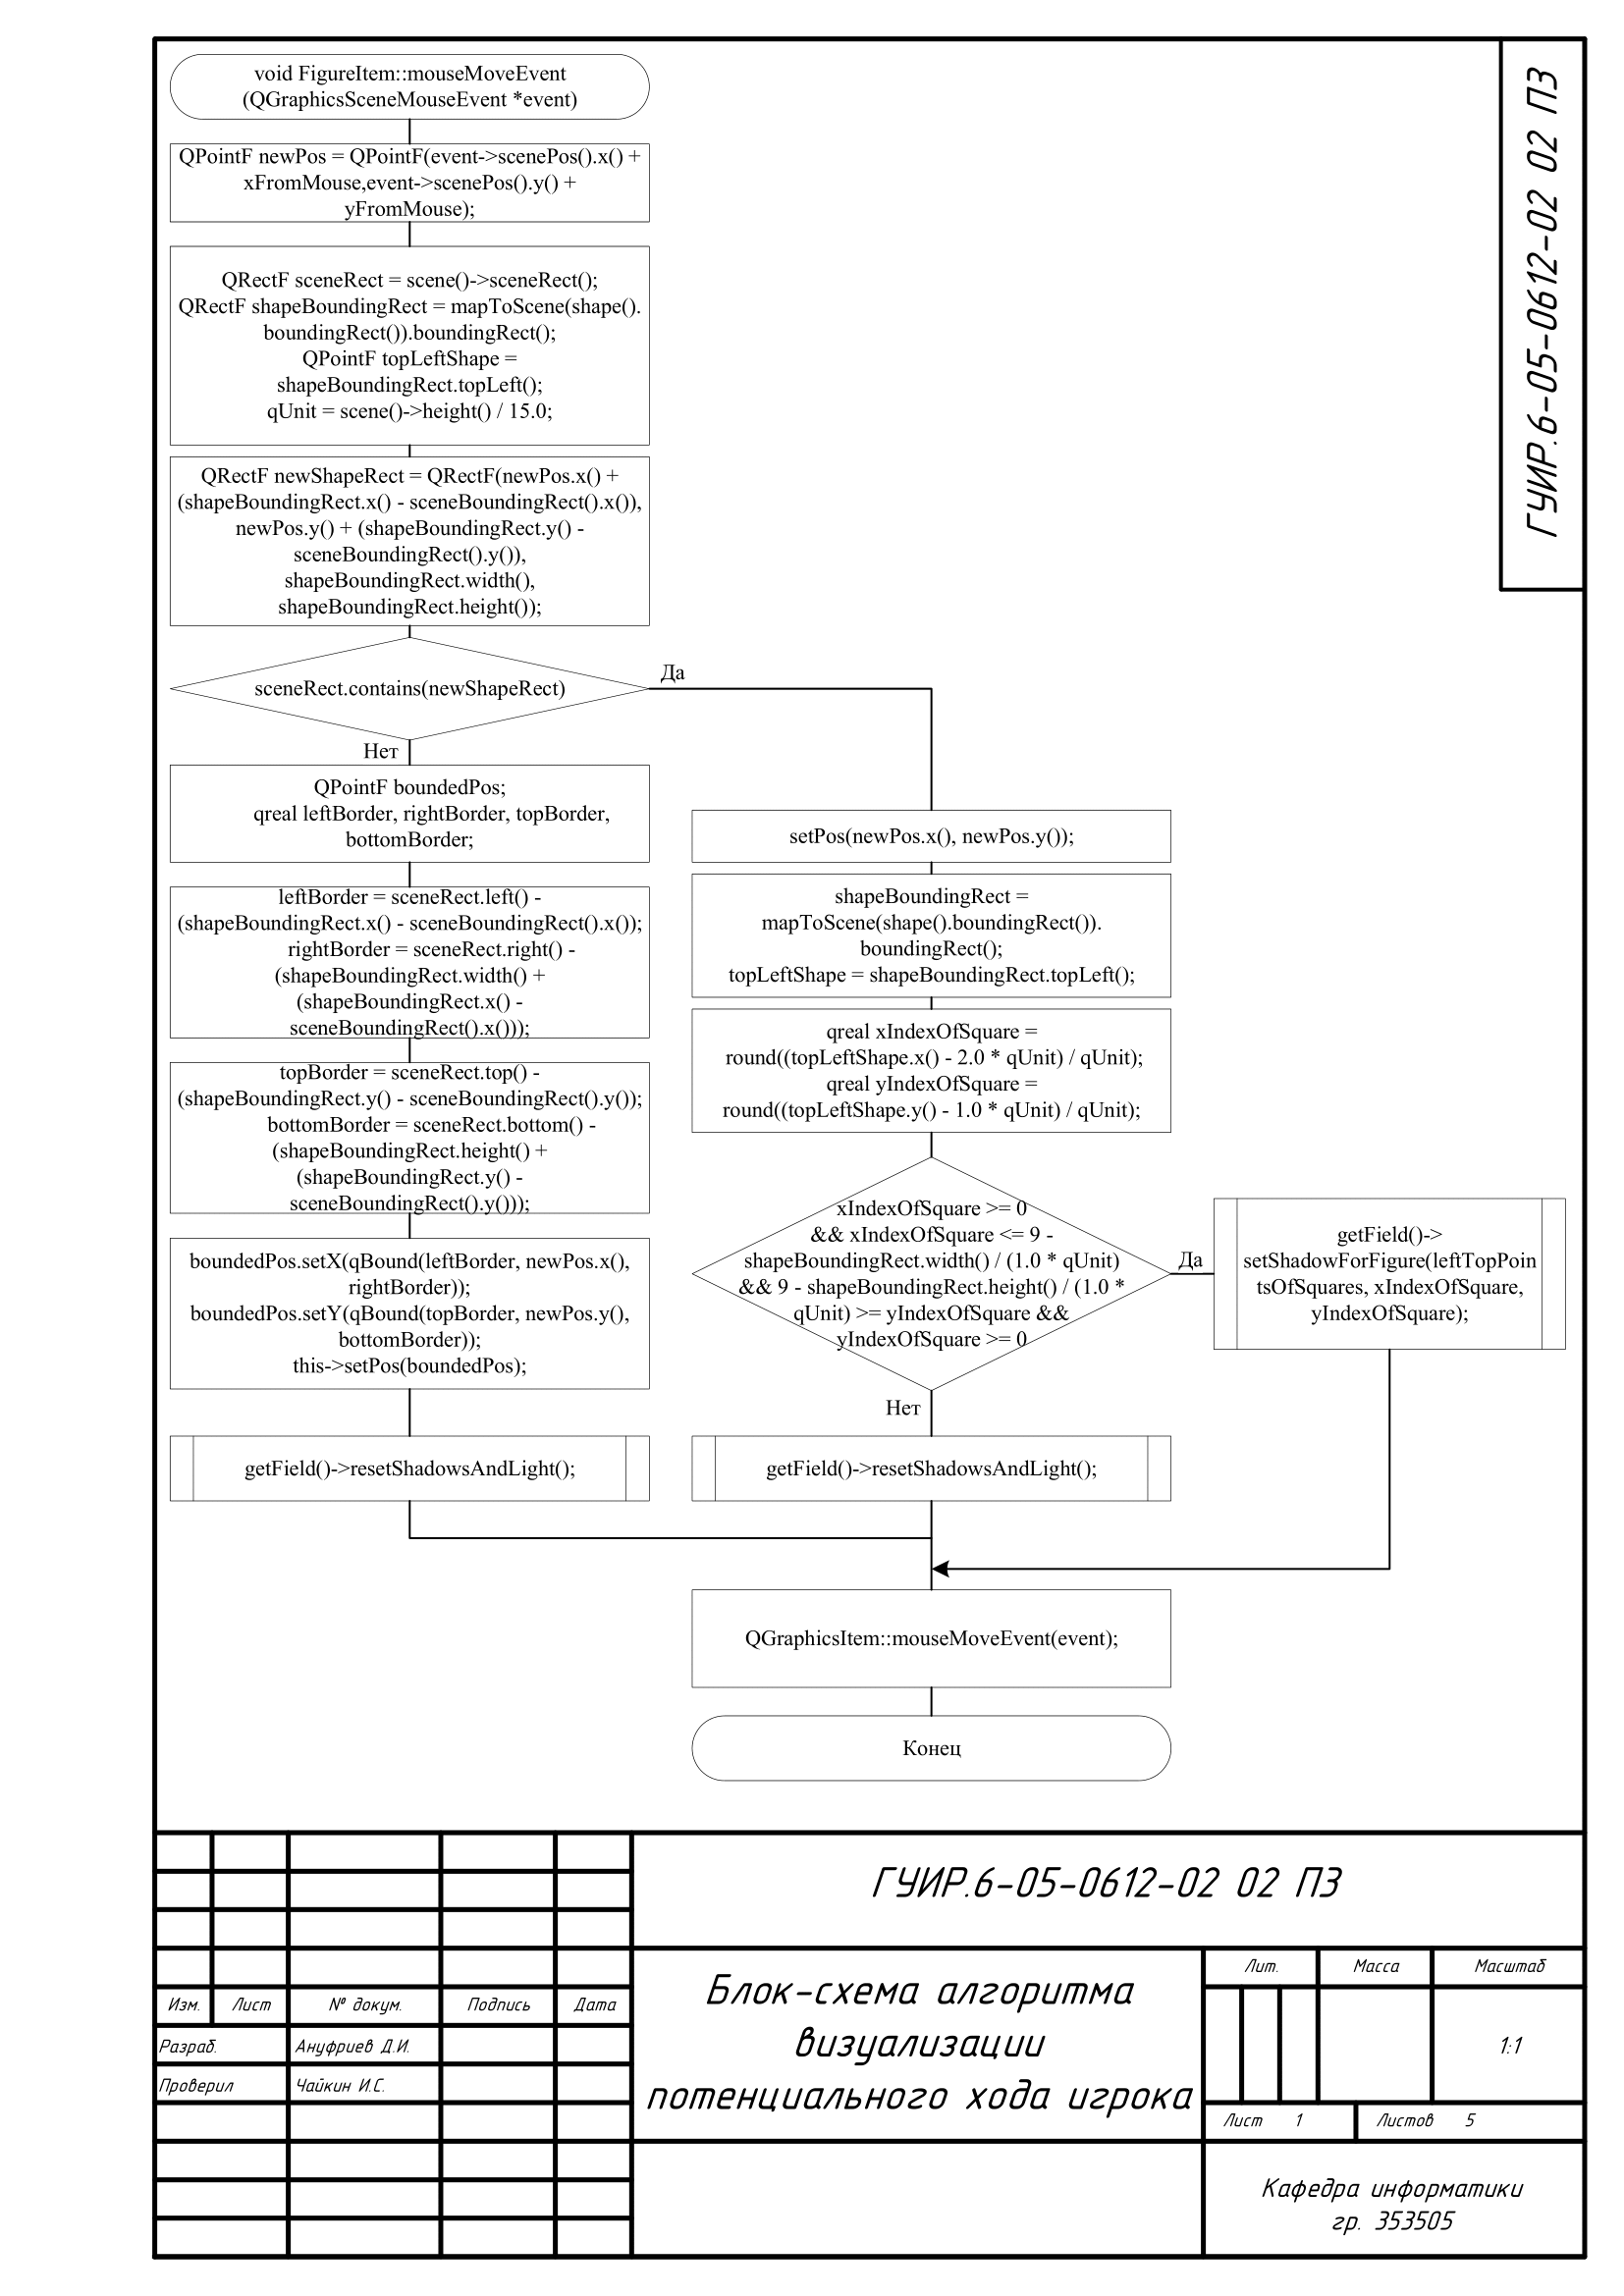 void FigureItem::mouseMoveEvent
(QGraphicsSceneMouseEvent *event)
QPointF newPos = QPointF(event->scenePos().x() +
xFromMouse,event->scenePos().y() +
yFromMouse);
QRectF sceneRect = scene()->sceneRect();
QRectF shapeBoundingRect = mapToScene(shape().
boundingRect()).boundingRect();
QPointF topLeftShape =
shapeBoundingRect.topLeft();
qUnit = scene()->height() / 15.0;
QRectF newShapeRect = QRectF(newPos.x() +
(shapeBoundingRect.x() - sceneBoundingRect().x()),
newPos.y() + (shapeBoundingRect.y() -
sceneBoundingRect().y()),
shapeBoundingRect.width(),
shapeBoundingRect.height());
sceneRect.contains(newShapeRect)
Да
Нет
QPointF boundedPos;
qreal leftBorder, rightBorder, topBorder,
bottomBorder;
leftBorder = sceneRect.left() -
(shapeBoundingRect.x() - sceneBoundingRect().x());
rightBorder = sceneRect.right() -
(shapeBoundingRect.width() +
(shapeBoundingRect.x() -
sceneBoundingRect().x()));
topBorder = sceneRect.top() -
(shapeBoundingRect.y() - sceneBoundingRect().y());
bottomBorder = sceneRect.bottom() -
(shapeBoundingRect.height() +
(shapeBoundingRect.y() -
sceneBoundingRect().y()));
boundedPos.setX(qBound(leftBorder, newPos.x(),
rightBorder));
boundedPos.setY(qBound(topBorder, newPos.y(),
bottomBorder));
this->setPos(boundedPos);
getField()->resetShadowsAndLight();
setPos(newPos.x(), newPos.y());
shapeBoundingRect =
mapToScene(shape().boundingRect()).
boundingRect();
topLeftShape = shapeBoundingRect.topLeft();
qreal xIndexOfSquare =
round((topLeftShape.x() - 2.0 * qUnit) / qUnit);
qreal yIndexOfSquare =
round((topLeftShape.y() - 1.0 * qUnit) / qUnit);
xIndexOfSquare >= 0
&& xIndexOfSquare <= 9 -
shapeBoundingRect.width() / (1.0 * qUnit)
&& 9 - shapeBoundingRect.height() / (1.0 *
qUnit) >= yIndexOfSquare &&
yIndexOfSquare >= 0
Да
getField()->
setShadowForFigure(leftTopPoin
tsOfSquares, xIndexOfSquare,
yIndexOfSquare);
Нет
getField()->resetShadowsAndLight();
QGraphicsItem::mouseMoveEvent(event);
Конец
ГУИР.6-05-0612-02 02 ПЗ
ГУИР.6-05-0612-02 02 ПЗ
Блок-схема алгоритма
визуализации
потенциального хода игрока
Изм. Лист № докум. Подпись Дата
Разраб. Ануфриев Д.И.
Проверил Чайкин И.С.
Лит. Масса Масштаб
1:1
Лист 1 Листов 5
Кафедра информатики
гр. 353505